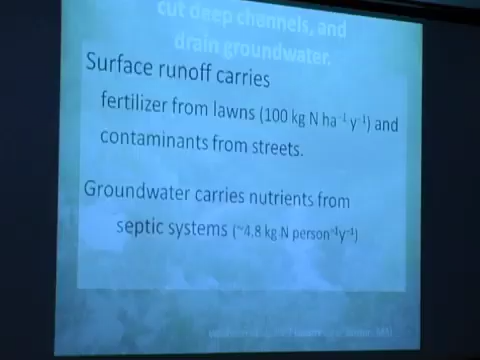 cut deep channels, and
drain groundwater.
Surface runoff carries
fertilizer from lawns (100 kg N ha⁻¹ y⁻¹) and
contaminants from streets.
Groundwater carries nutrients from
septic systems (~4.8 kg N person⁻¹y⁻¹)